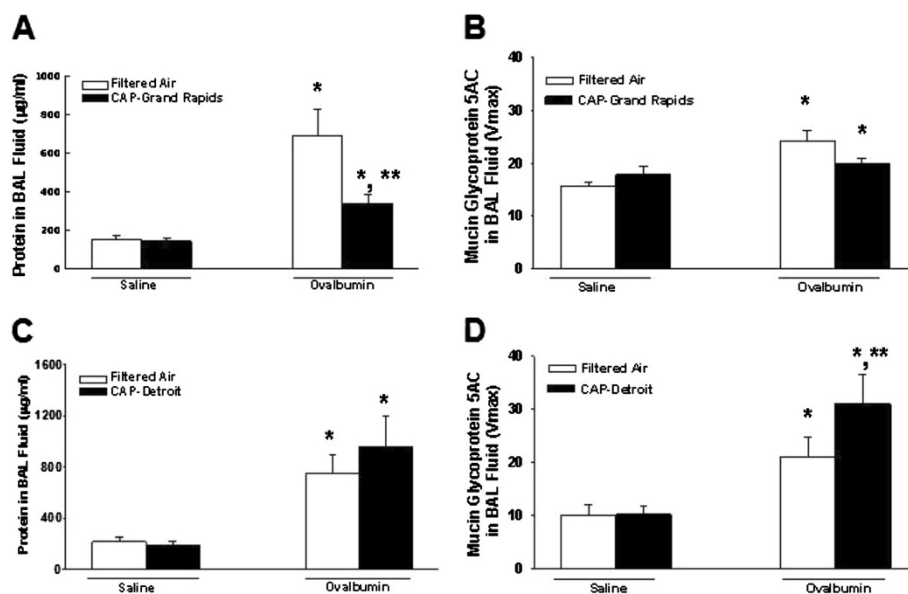 A
Protein in BAL Fluid (µg/ml)
1000
800
600
400
200
0
Filtered Air
CAP-Grand Rapids
*
*, **
Saline
Ovalbumin
B
Mucin Glycoprotein 5AC
in BAL Fluid (Vmax)
40
30
20
10
0
Filtered Air
CAP-Grand Rapids
*
*
Saline
Ovalbumin
C
Protein in BAL Fluid (µg/ml)
1600
1200
800
400
0
Filtered Air
CAP-Detroit
*
*
Saline
Ovalbumin
D
Mucin Glycoprotein 5AC
in BAL Fluid (Vmax)
40
30
20
10
0
Filtered Air
CAP-Detroit
*
*,**
Saline
Ovalbumin